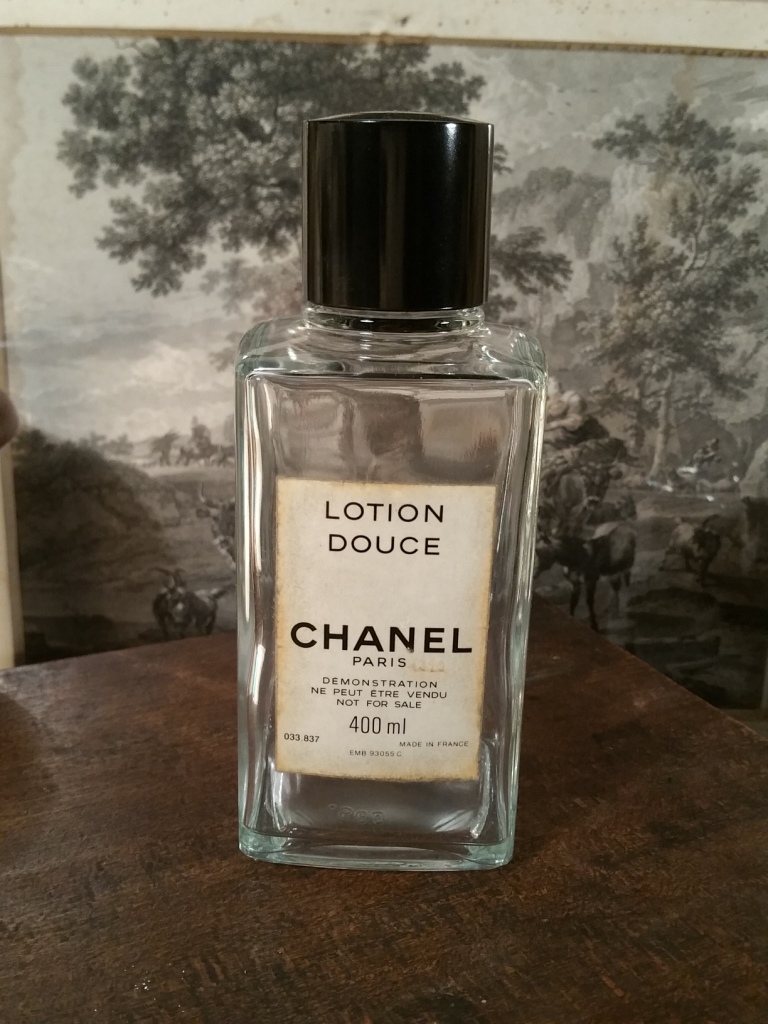 LOTION
DOUCE
CHANEL
PARIS
DEMONSTRATION
NE PEUT ÊTRE VENDU
NOT FOR SALE
400 ml
033.837
MADE IN FRANCE
EMB 93055 C